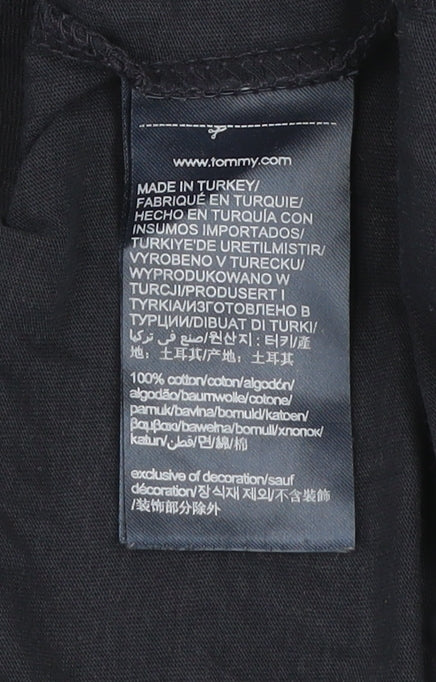 www.tommy.com
MADE IN TURKEY/
FABRIQUÉ EN TURQUIE/
HECHO EN TURQUÍA CON
INSUMOS IMPORTADOS/
TURKIYE'DE URETILMISTIR/
VYROBENO V TURECKU/
WYPRODUKOWANO W
TURCJI/PRODUSERT I
TYRKIA/ИЗГОТОВЛЕНО В
ТУРЦИИ/DIBUAT DI TURKI/
صنع في تركيا/원산지 : 터키/產
地：土耳其/产地：土耳其
100% cotton/coton/algodón/
algodão/baumwolle/cotone/
pamuk/bavlna/bomuld/katoen/
βαμβακι/bawełna/bomull/хлопок/
katun/قطن/면/綿/棉
exclusive of decoration/sauf
décoration/장식재 제외/不含裝飾
/装饰部分除外